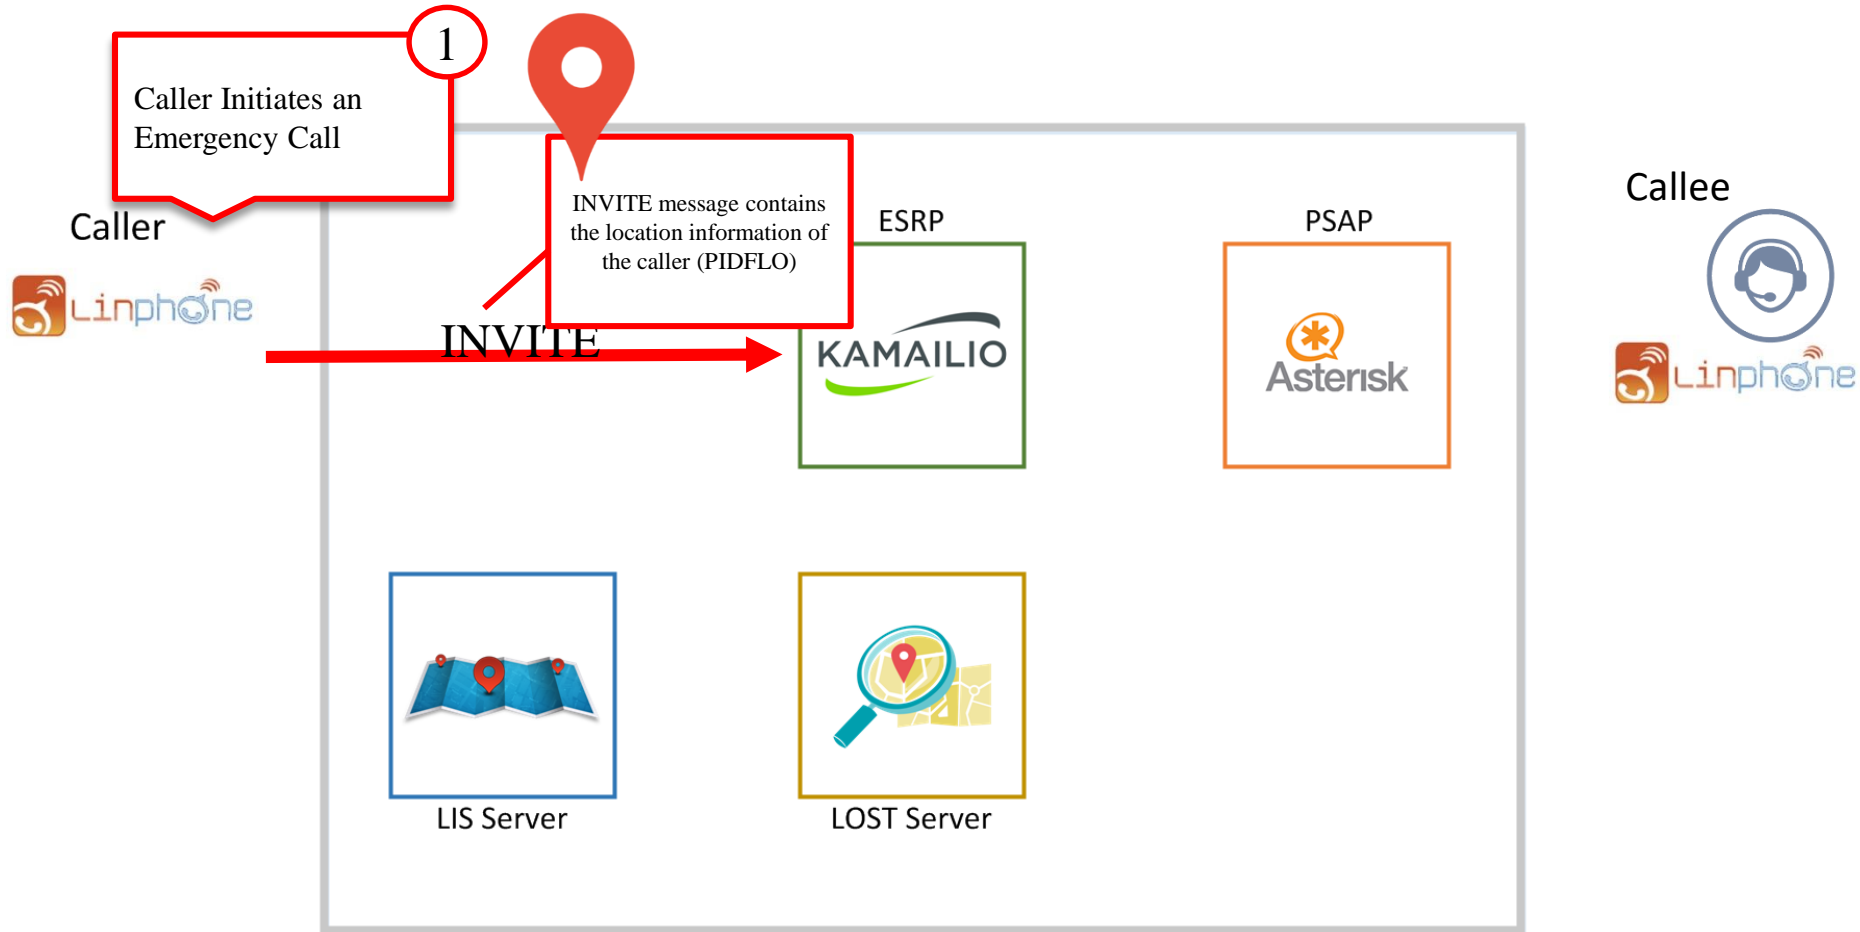 1
Caller Initiates an
Emergency Call
INVITE message contains
the location information of
the caller (PIDFLO)
Caller
Linphone
INVITE
ESRP
KAMAILIO
PSAP
Asterisk
Callee
Linphone
LIS Server
LOST Server